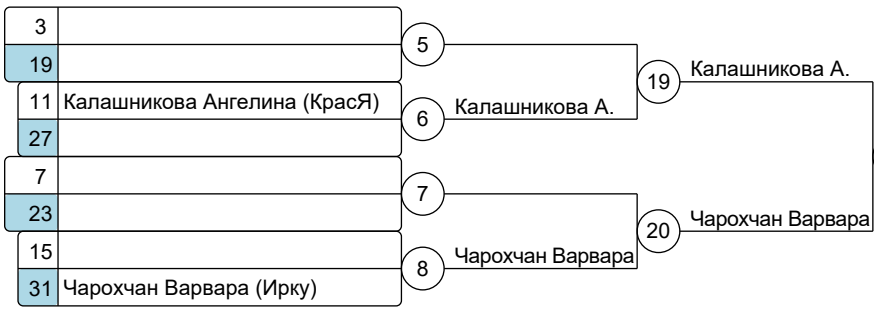 3
5
19
Калашникова А.
19
11 Калашникова Ангелина (КрасЯ)
Калашникова А.
6
27
7
7
23
Чарохчан Варвара
20
15
Чарохчан Варвара
8
31 Чарохчан Варвара (Ирку)